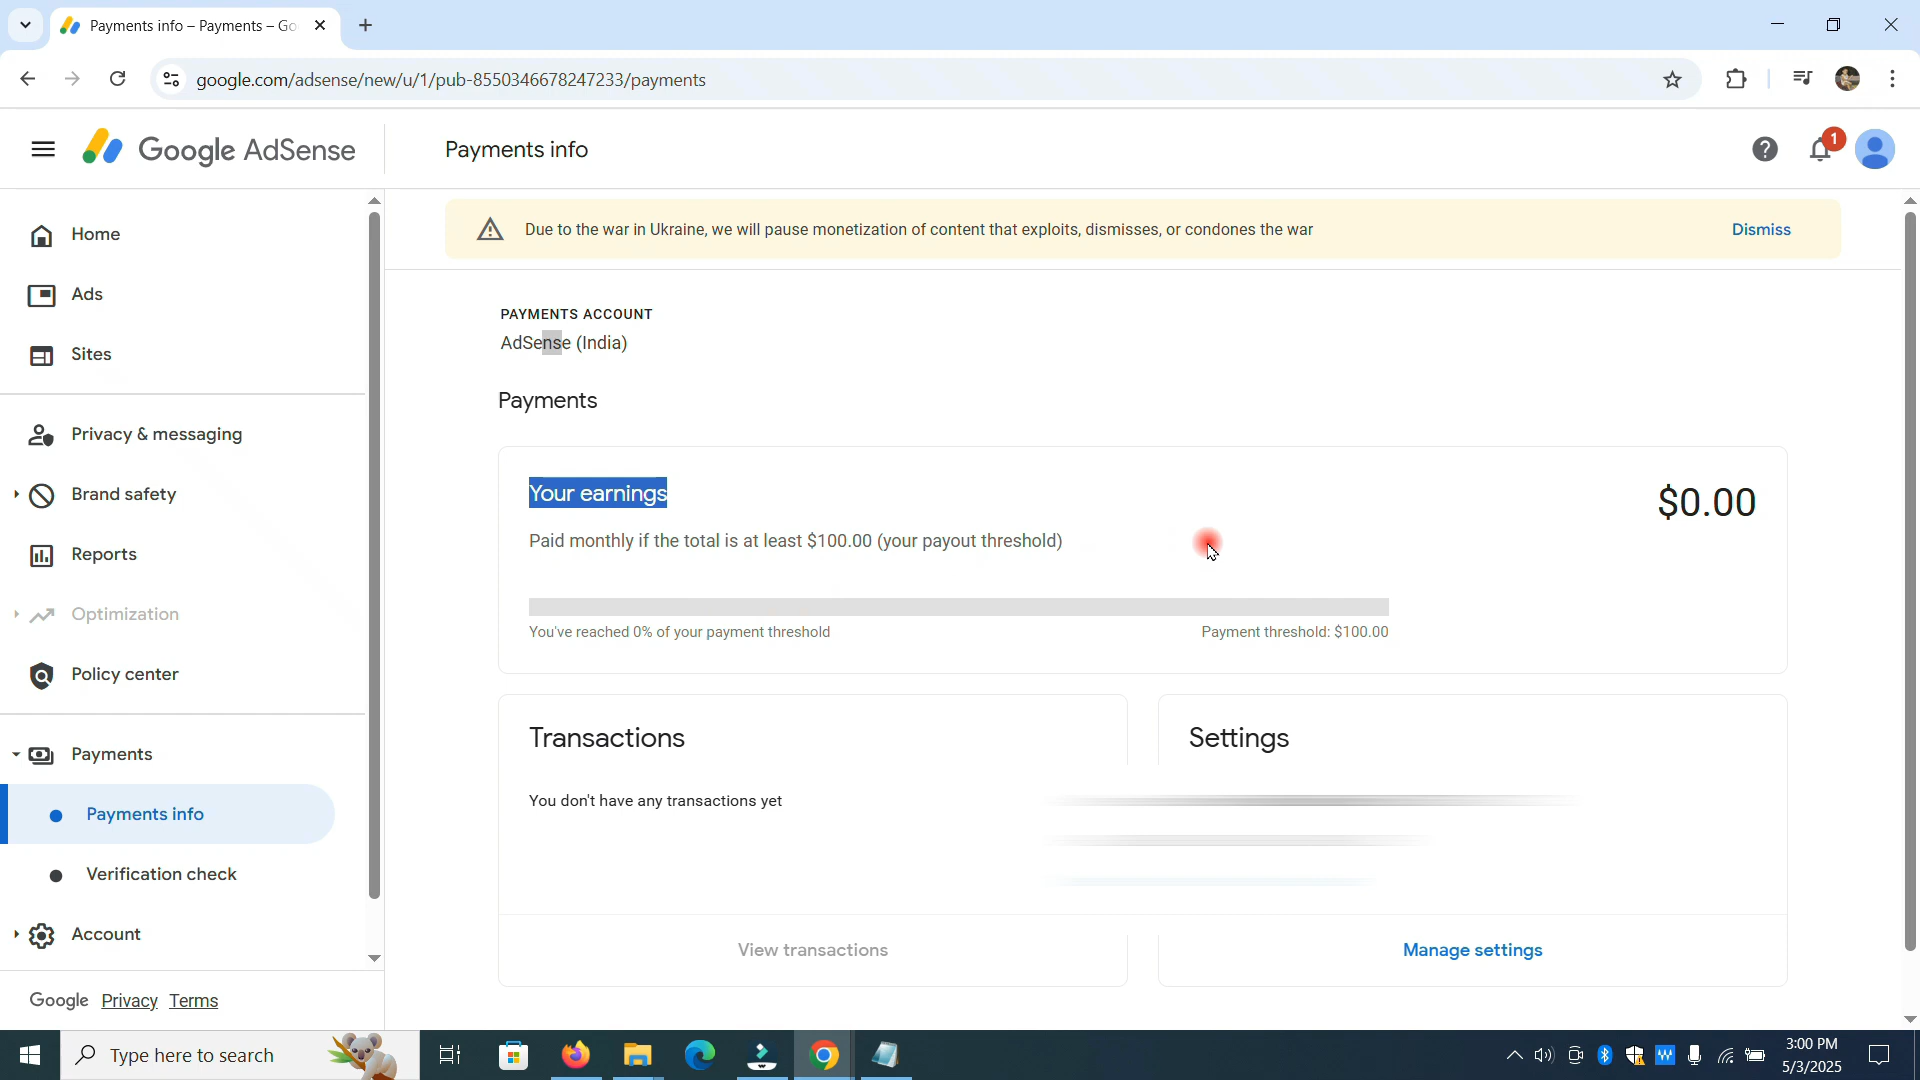 Payments info – Payments – Go
google.com/adsense/new/u/1/pub-8550346678247233/payments
Google AdSense
Payments info
1
Home
Ads
Sites
Privacy & messaging
Brand safety
Reports
Optimization
Policy center
Payments
Payments info
Verification check
Account
Google Privacy Terms
Due to the war in Ukraine, we will pause monetization of content that exploits, dismisses, or condones the war
Dismiss
PAYMENTS ACCOUNT
AdSense (India)
Payments
Your earnings
$0.00
Paid monthly if the total is at least $100.00 (your payout threshold)
You've reached 0% of your payment threshold
Payment threshold: $100.00
Transactions
You don't have any transactions yet
View transactions
Settings
Manage settings
Type here to search
3:00 PM
5/3/2025